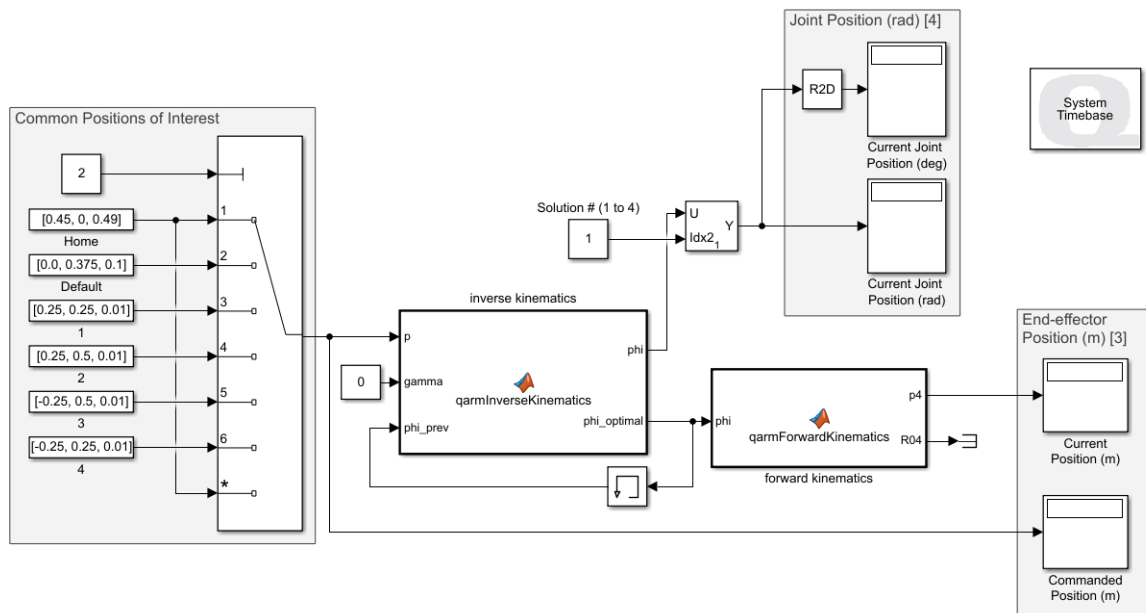 Joint Position (rad) [4]
R2D
Current Joint
Position (deg)
Current Joint
Position (rad)
System
Timebase
Common Positions of Interest
2
[0.45, 0, 0.49]
Home
[0.0, 0.375, 0.1]
Default
[0.25, 0.25, 0.01]
1
[0.25, 0.5, 0.01]
2
[-0.25, 0.5, 0.01]
3
[-0.25, 0.25, 0.01]
4
1
2
3
4
5
6
*
Solution # (1 to 4)
1
U
Idx2
1
Y
inverse kinematics
p
gamma
phi_prev
qarmInverseKinematics
phi
phi_optimal
0
phi
qarmForwardKinematics
p4
R04
forward kinematics
End-effector
Position (m) [3]
Current
Position (m)
Commanded
Position (m)